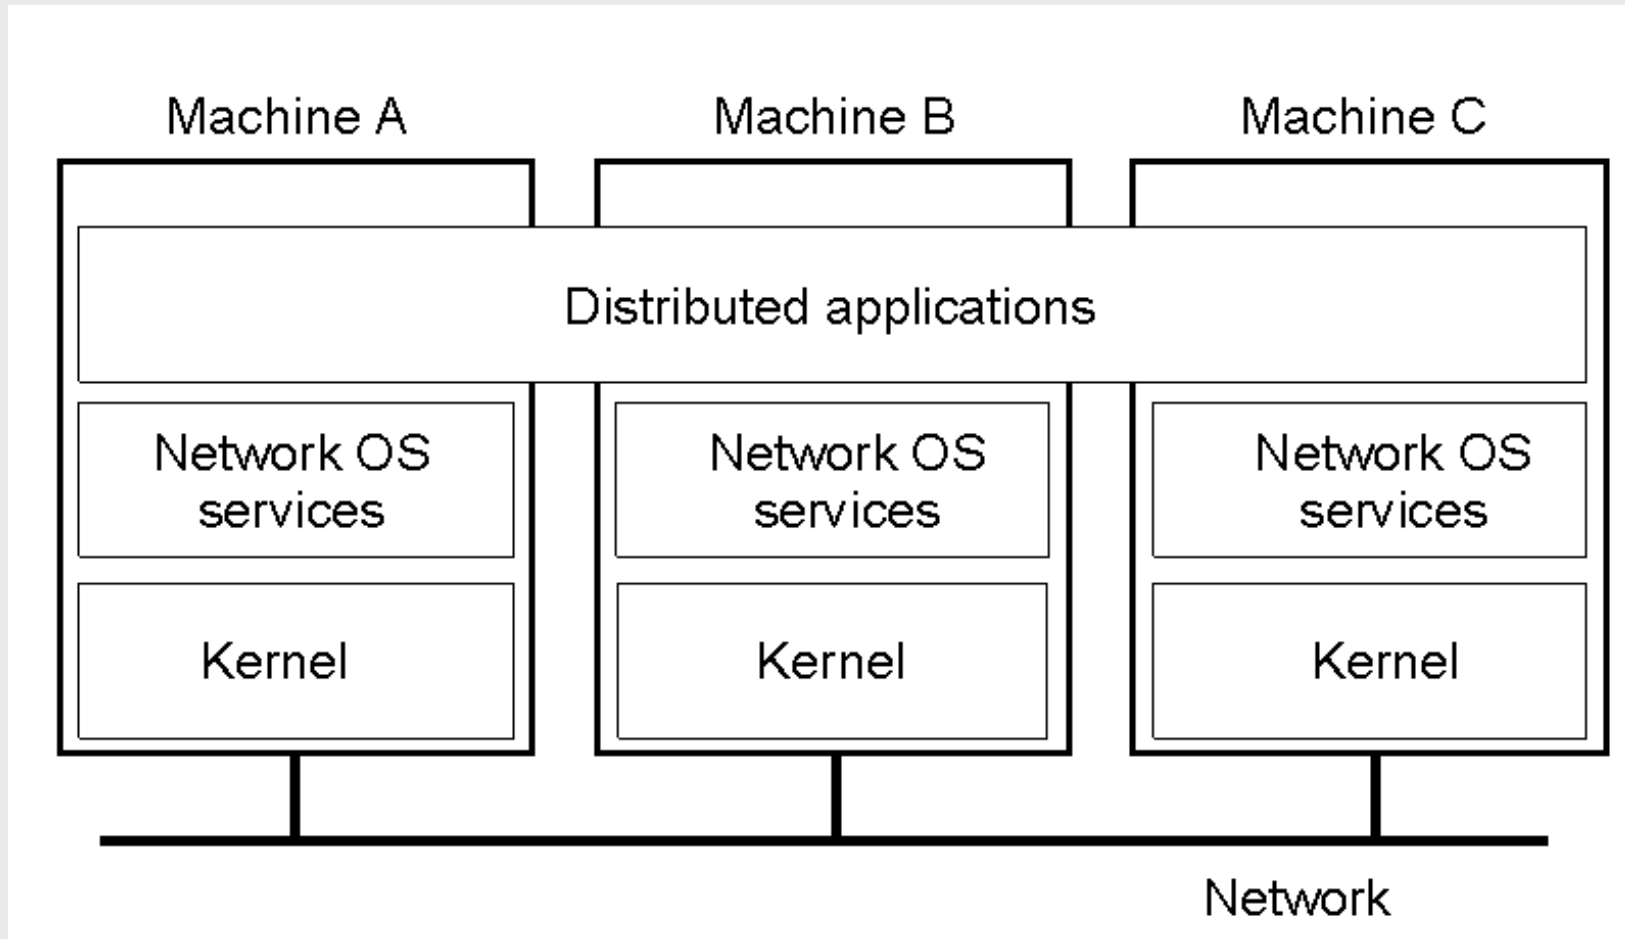 Machine A
Machine B
Machine C
Distributed applications
Network OS
services
Network OS
services
Network OS
services
Kernel
Kernel
Kernel
Network